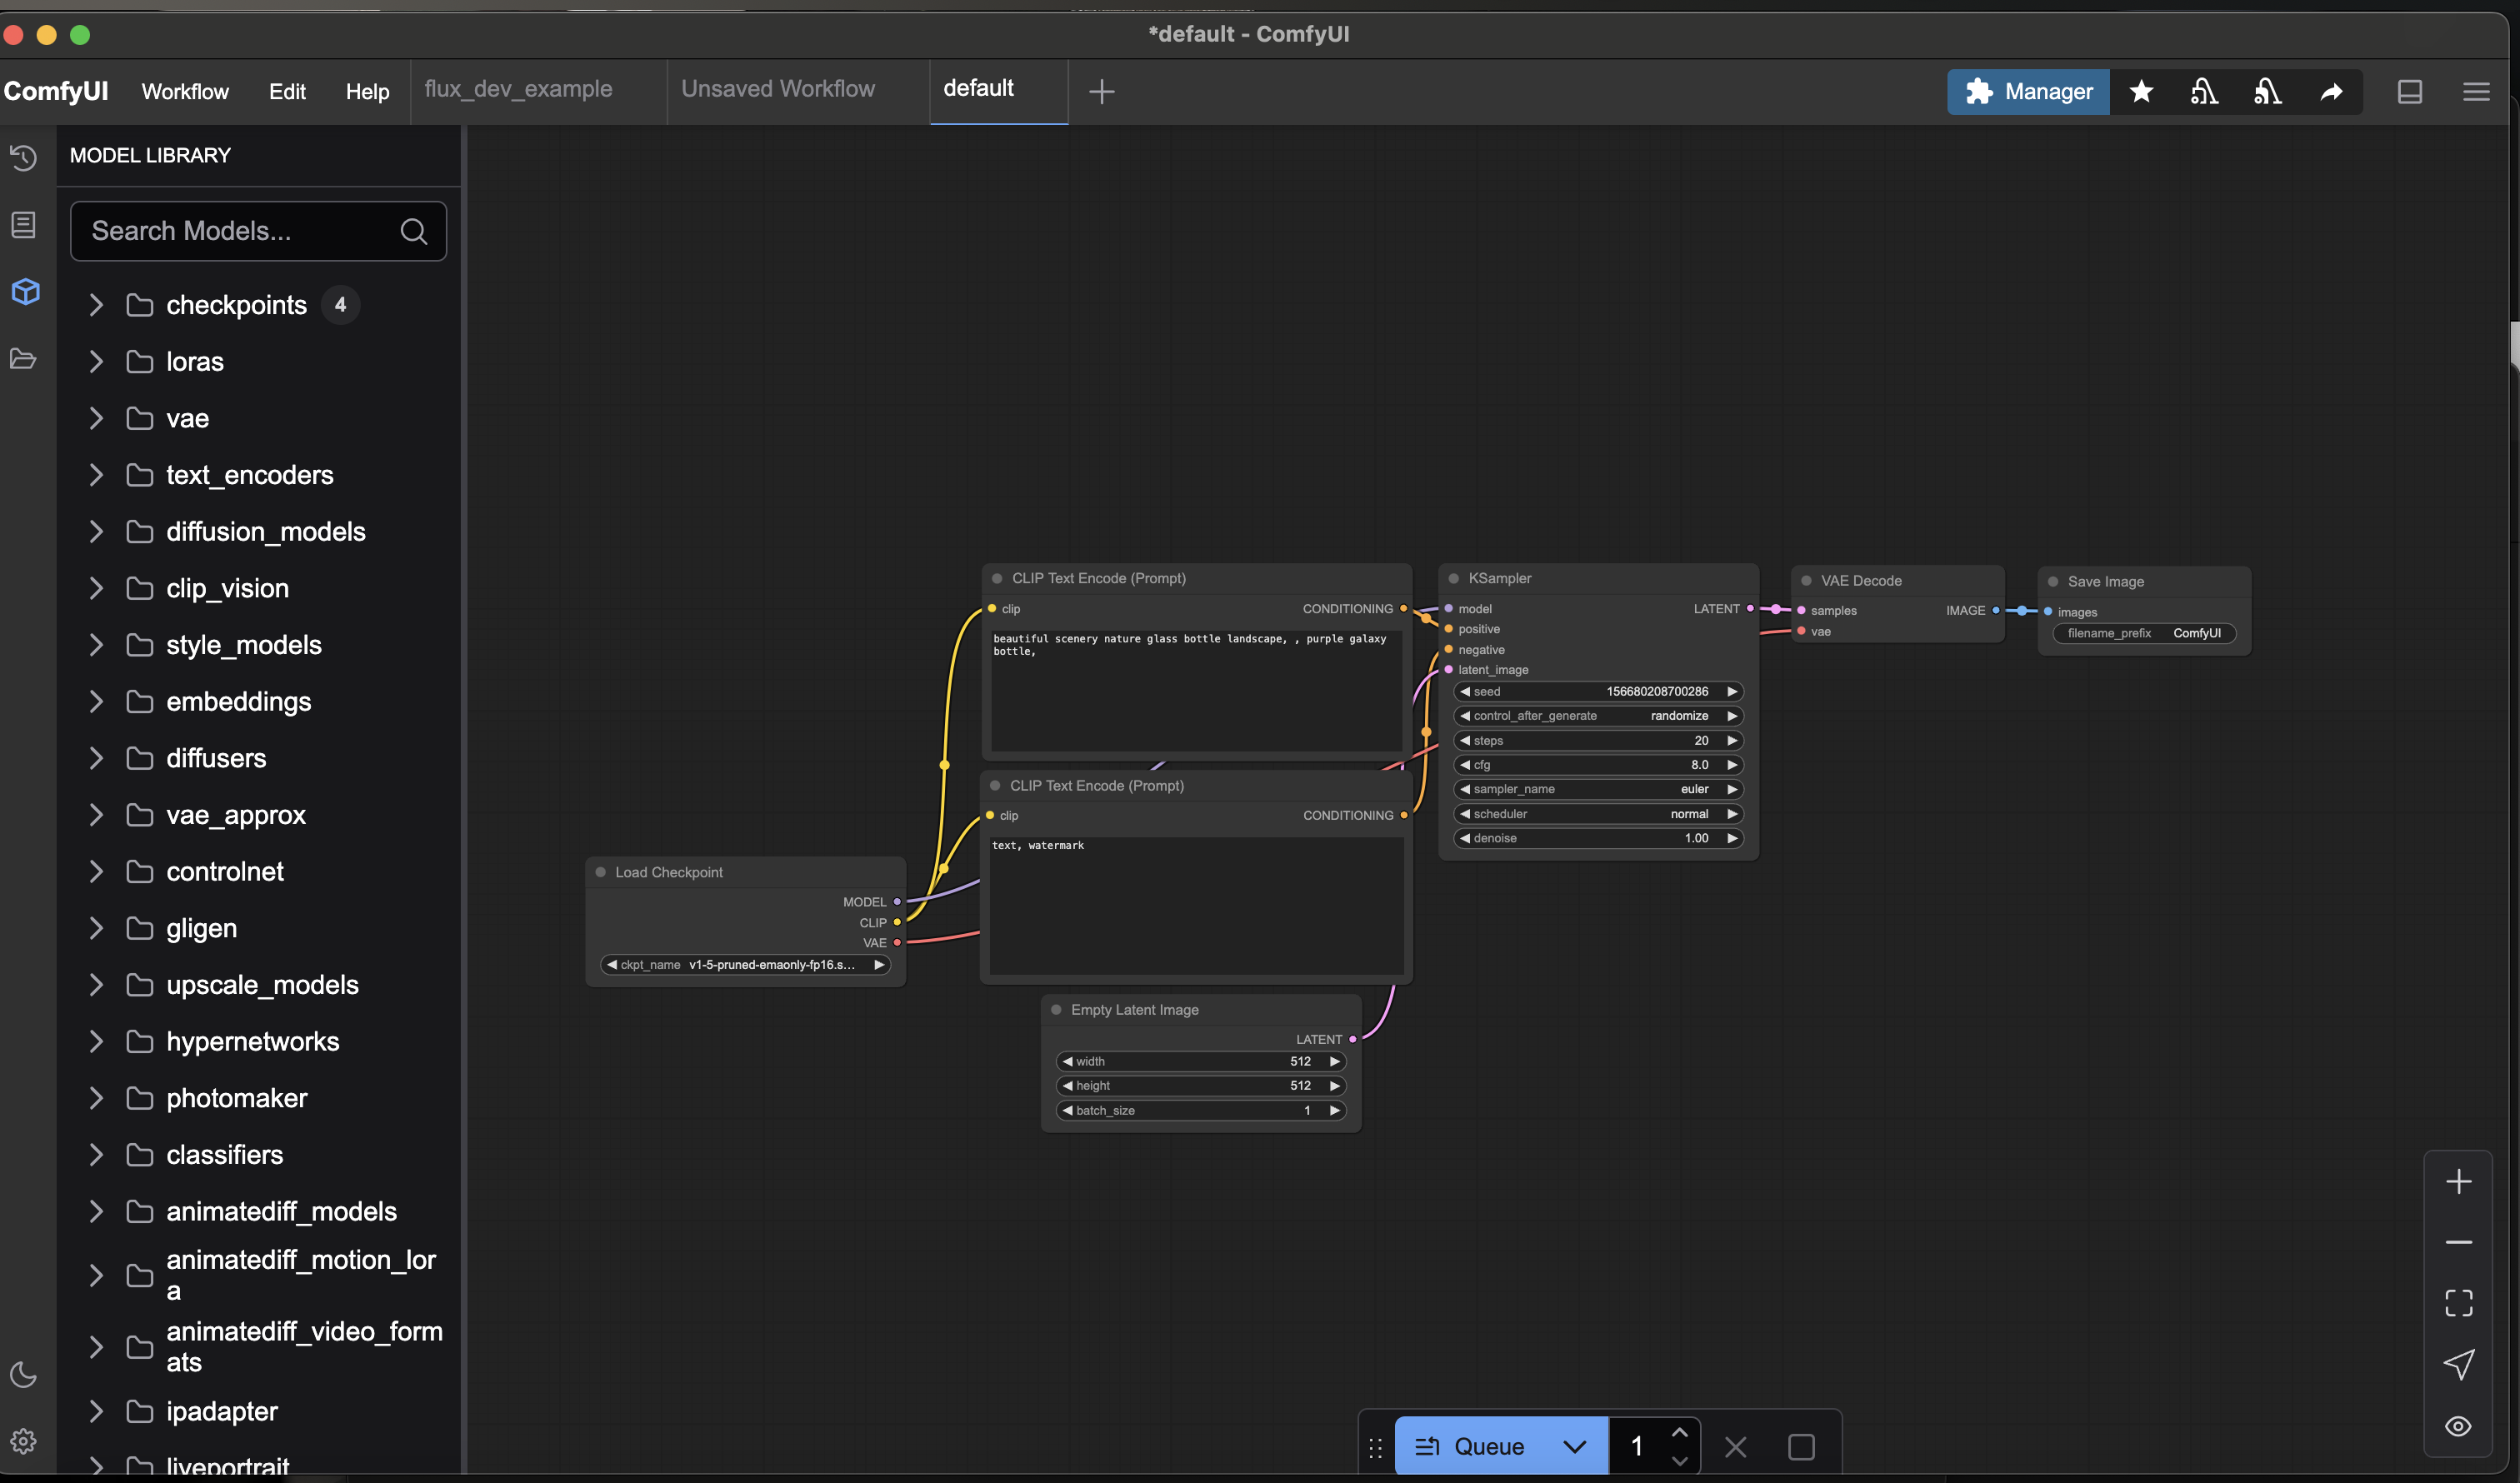 *default - ComfyUI
ComfyUI Workflow Edit Help flux_dev_example Unsaved Workflow default Manager
MODEL LIBRARY
Search Models...
checkpoints 4
loras
vae
text_encoders
diffusion_models
clip_vision
style_models
embeddings
diffusers
vae_approx
controlnet
gligen
upscale_models
hypernetworks
photomaker
classifiers
animatediff_models
animatediff_motion_lor
a
animatediff_video_form
ats
ipadapter
liveportrait
Load Checkpoint
MODEL
CLIP
VAE
ckpt_name v1-5-pruned-emaonly-fp16.s...
CLIP Text Encode (Prompt)
clip CONDITIONING
beautiful scenery nature glass bottle landscape, , purple galaxy
bottle,
CLIP Text Encode (Prompt)
clip CONDITIONING
text, watermark
Empty Latent Image
LATENT
width 512
height 512
batch_size 1
KSampler
model LATENT
positive
negative
latent_image
seed 156680208700286
control_after_generate randomize
steps 20
cfg 8.0
sampler_name euler
scheduler normal
denoise 1.00
VAE Decode
samples IMAGE
vae
Save Image
images
filename_prefix ComfyUI
Queue 1